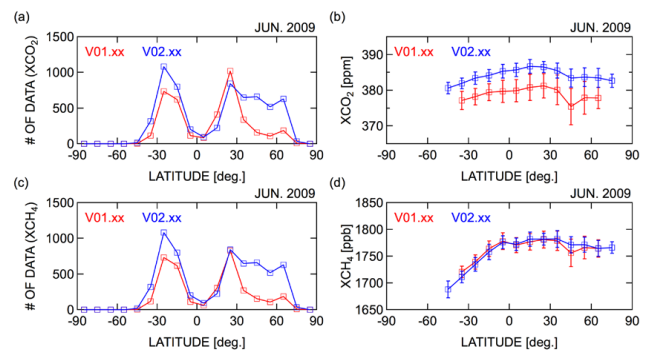 (a) JUN. 2009
V01.xx V02.xx
# OF DATA (XCO2)
1500
1000
500
0
-90 -60 -30 0 30 60 90
LATITUDE [deg.]
(b) JUN. 2009
V01.xx V02.xx
XCO2 [ppm]
390
380
370
-90 -60 -30 0 30 60 90
LATITUDE [deg.]
(c) JUN. 2009
V01.xx V02.xx
# OF DATA (XCH4)
1500
1000
500
0
-90 -60 -30 0 30 60 90
LATITUDE [deg.]
(d) JUN. 2009
V01.xx V02.xx
XCH4 [ppb]
1850
1800
1750
1700
1650
-90 -60 -30 0 30 60 90
LATITUDE [deg.]